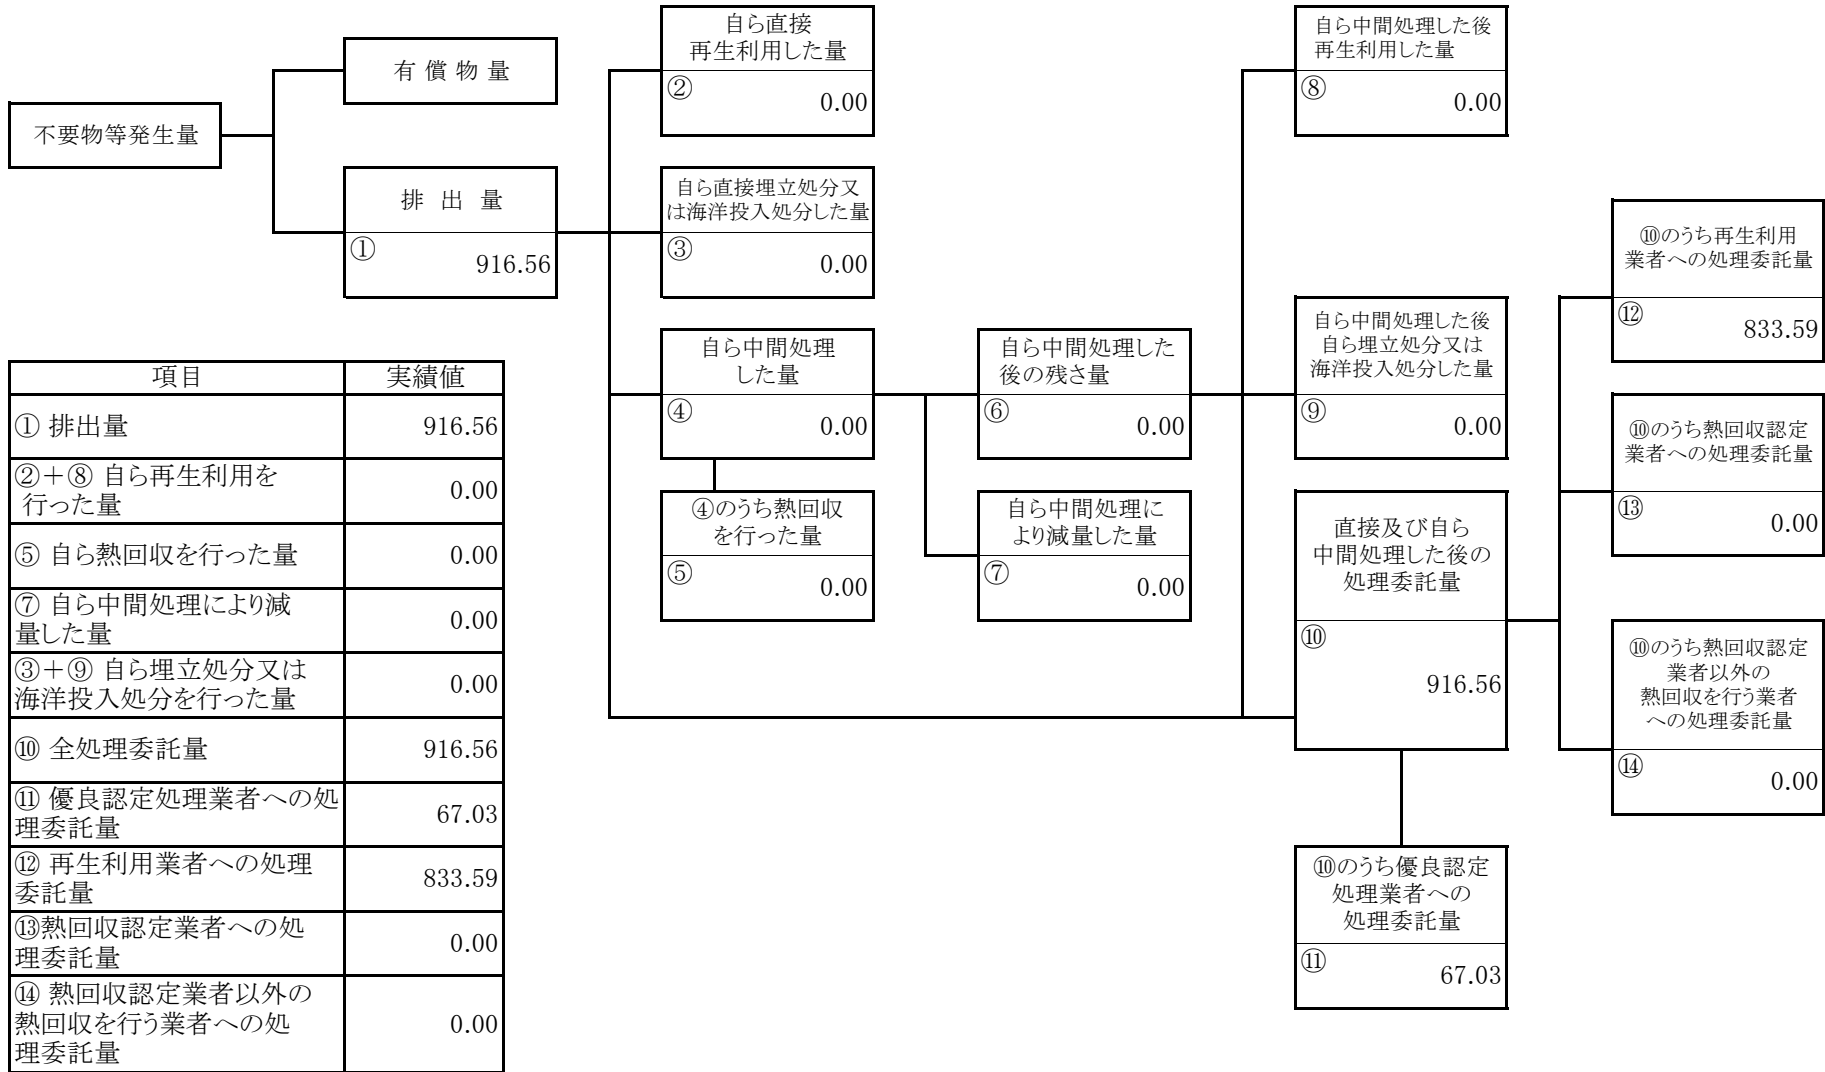 不要物等発生量
有 償 物 量
排 出 量
①
916.56
自ら直接
再生利用した量
②
0.00
自ら直接埋立処分又
は海洋投入処分した量
③
0.00
自ら中間処理
した量
④
0.00
④のうち熱回収
を行った量
⑤
0.00
自ら中間処理した
後の残さ量
⑥
0.00
自ら中間処理に
より減量した量
⑦
0.00
自ら中間処理した後
再生利用した量
⑧
0.00
自ら中間処理した後
自ら埋立処分又は
海洋投入処分した量
⑨
0.00
直接及び自ら
中間処理した後の
処理委託量
⑩
916.56
⑩のうち優良認定
処理業者への
処理委託量
⑪
67.03
⑩のうち再生利用
業者への処理委託量
⑫
833.59
⑩のうち熱回収認定
業者への処理委託量
⑬
0.00
⑩のうち熱回収認定
業者以外の
熱回収を行う業者
への処理委託量
⑭
0.00
項目 実績値
① 排出量 916.56
②＋⑧ 自ら再生利用を
行った量 0.00
⑤ 自ら熱回収を行った量 0.00
⑦ 自ら中間処理により減
量した量 0.00
③＋⑨ 自ら埋立処分又は
海洋投入処分を行った量 0.00
⑩ 全処理委託量 916.56
⑪ 優良認定処理業者への処
理委託量 67.03
⑫ 再生利用業者への処理
委託量 833.59
⑬熱回収認定業者への処
理委託量 0.00
⑭ 熱回収認定業者以外の
熱回収を行う業者への処
理委託量 0.00